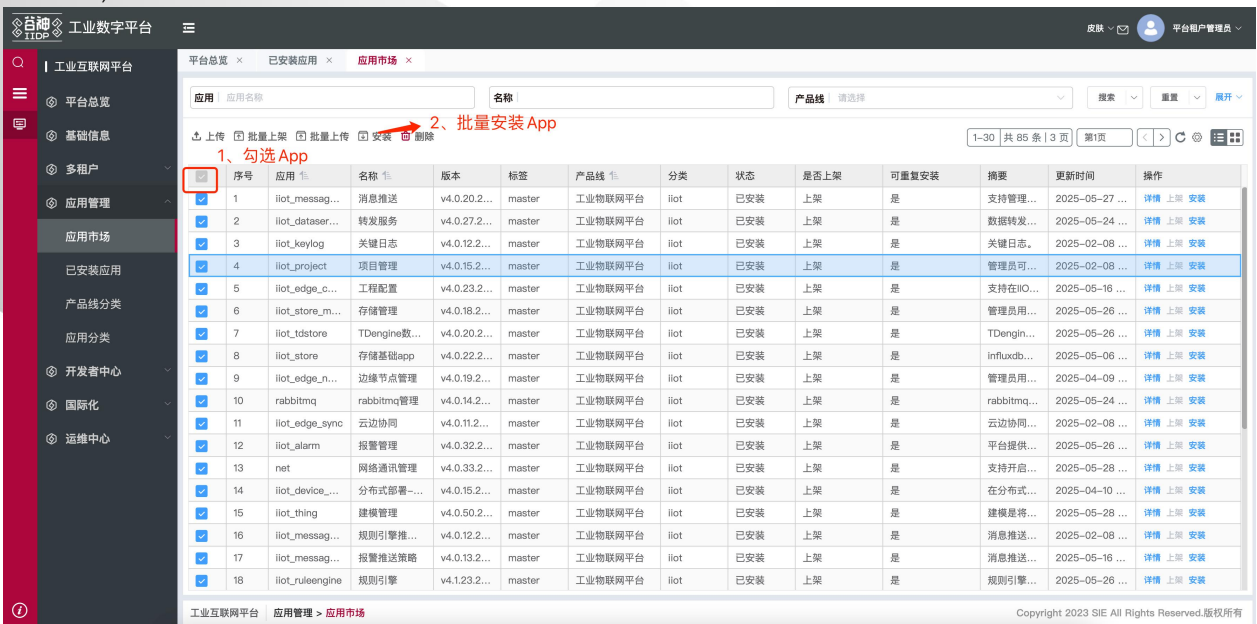 谷神 IIDP 工业数字平台 皮肤 平台租户管理员
工业互联网平台
平台总览
基础信息
多租户
应用管理
应用市场
已安装应用
产品线分类
应用分类
开发者中心
国际化
运维中心
平台总览 × 已安装应用 × 应用市场 ×
应用 应用名称 名称 产品线 请选择 搜索 重置 展开
上传 批量上架 批量上传 安装 删除 1-30 共 85 条 3 页 第1页
2、批量安装App
1、勾选App
序号 应用 名称 版本 标签 产品线 分类 状态 是否上架 可重复安装 摘要 更新时间 操作
1 iiot_messag... 消息推送 v4.0.20.2... master 工业物联网平台 iiot 已安装 上架 是 支持管理... 2025-05-27 ... 详情 上架 安装
2 iiot_dataser... 转发服务 v4.0.27.2... master 工业物联网平台 iiot 已安装 上架 是 数据转发... 2025-05-24 ... 详情 上架 安装
3 iiot_keylog 关键日志 v4.0.12.2... master 工业物联网平台 iiot 已安装 上架 是 关键日志。 2025-02-08 ... 详情 上架 安装
4 iiot_project 项目管理 v4.0.15.2... master 工业物联网平台 iiot 已安装 上架 是 管理员可... 2025-02-08 ... 详情 上架 安装
5 iiot_edge_c... 工程配置 v4.0.23.2... master 工业物联网平台 iiot 已安装 上架 是 支持在IIO... 2025-05-16 ... 详情 上架 安装
6 iiot_store_m... 存储管理 v4.0.18.2... master 工业物联网平台 iiot 已安装 上架 是 管理员用... 2025-05-26 ... 详情 上架 安装
7 iiot_tdstore TDengine数... v4.0.20.2... master 工业物联网平台 iiot 已安装 上架 是 TDengin... 2025-05-26 ... 详情 上架 安装
8 iiot_store 存储基础app v4.0.22.2... master 工业物联网平台 iiot 已安装 上架 是 influxdb... 2025-05-06 ... 详情 上架 安装
9 iiot_edge_n... 边缘节点管理 v4.0.19.2... master 工业物联网平台 iiot 已安装 上架 是 管理员用... 2025-04-09 ... 详情 上架 安装
10 rabbitmq rabbitmq管理 v4.0.14.2... master 工业物联网平台 iiot 已安装 上架 是 rabbitmq... 2025-05-24 ... 详情 上架 安装
11 iiot_edge_sync 云边协同 v4.0.11.2... master 工业物联网平台 iiot 已安装 上架 是 云边协同... 2025-02-08 ... 详情 上架 安装
12 iiot_alarm 报警管理 v4.0.32.2... master 工业物联网平台 iiot 已安装 上架 是 平台提供... 2025-05-26 ... 详情 上架 安装
13 net 网络通讯管理 v4.0.33.2... master 工业物联网平台 iiot 已安装 上架 是 支持开启... 2025-05-28 ... 详情 上架 安装
14 iiot_device_... 分布式部署-... v4.0.15.2... master 工业物联网平台 iiot 已安装 上架 是 在分布式... 2025-04-10 ... 详情 上架 安装
15 iiot_thing 建模管理 v4.0.50.2... master 工业物联网平台 iiot 已安装 上架 是 建模是将... 2025-05-28 ... 详情 上架 安装
16 iiot_messag... 规则引擎推... v4.0.12.2... master 工业物联网平台 iiot 已安装 上架 是 消息推送... 2025-02-08 ... 详情 上架 安装
17 iiot_messag... 报警推送策略 v4.0.13.2... master 工业物联网平台 iiot 已安装 上架 是 消息推送... 2025-05-16 ... 详情 上架 安装
18 iiot_ruleengine 规则引擎 v4.1.23.2... master 工业物联网平台 iiot 已安装 上架 是 规则引擎... 2025-05-26 ... 详情 上架 安装
工业互联网平台 应用管理 > 应用市场 Copyright 2023 SIE All Rights Reserved.版权所有